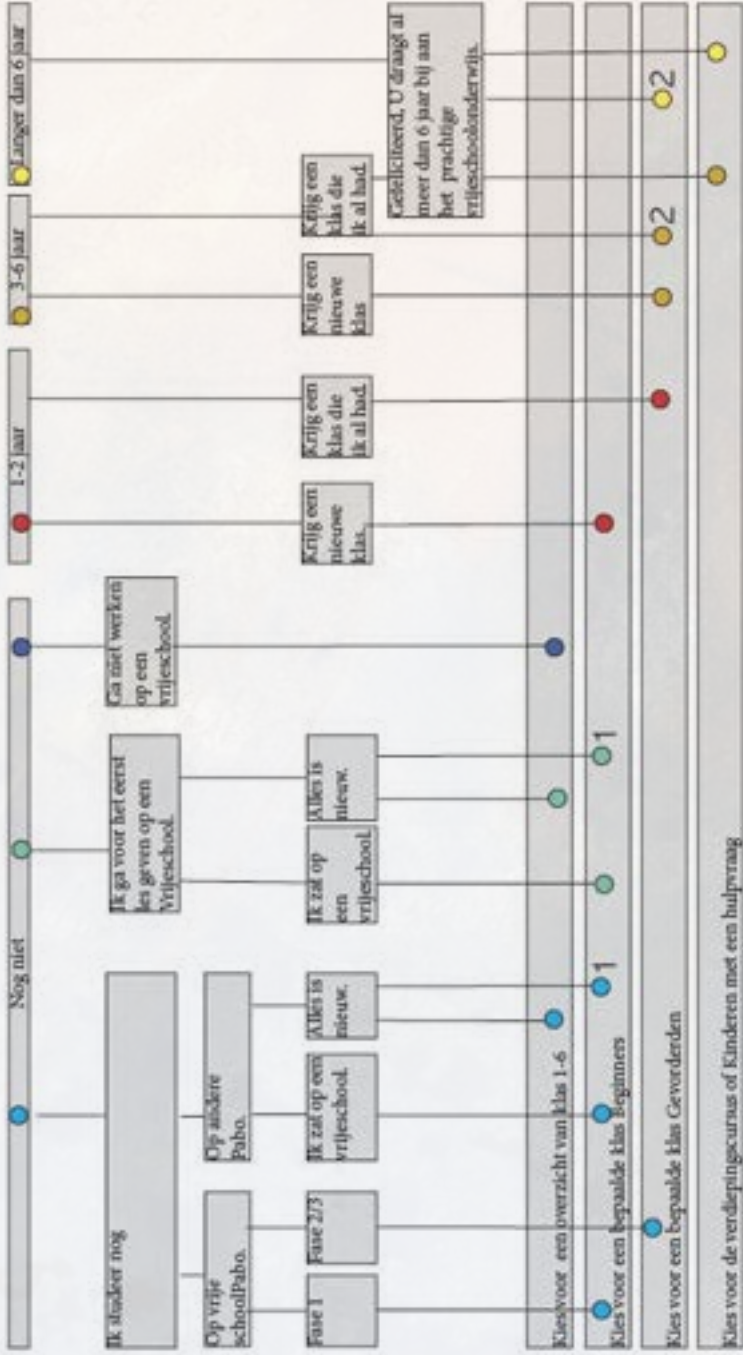 Nog niet
1-2 jaar
3-6 jaar
Langer dan 6 jaar
Ik studeer nog
Ik ga voor het eerst
les geven op een
Vrijeschool.
Ga niet werken
op een
vrijeschool.
Op vrije
schoolPabo.
Op andere
Pabo.
Fase 1
Fase 2/3
Ik zat op een
vrijeschool.
Alles is
nieuw.
Ik zat op
een
vrijeschool.
Alles is
nieuw.
Krijg een
nieuwe
klas.
Krijg een
klas die
ik al had.
Krijg een
nieuwe
klas
Krijg een
klas die
ik al had.
Gefeliciteerd, U draagt al
meer dan 6 jaar bij aan
het prachtige
vrijeschoolonderwijs.
Kies voor een overzicht van klas 1-6
Kies voor een bepaalde klas Beginners
1
1
Kies voor een bepaalde klas Gevorderden
2
2
Kies voor de verdiepingscursus of Kinderen met een hulpvraag